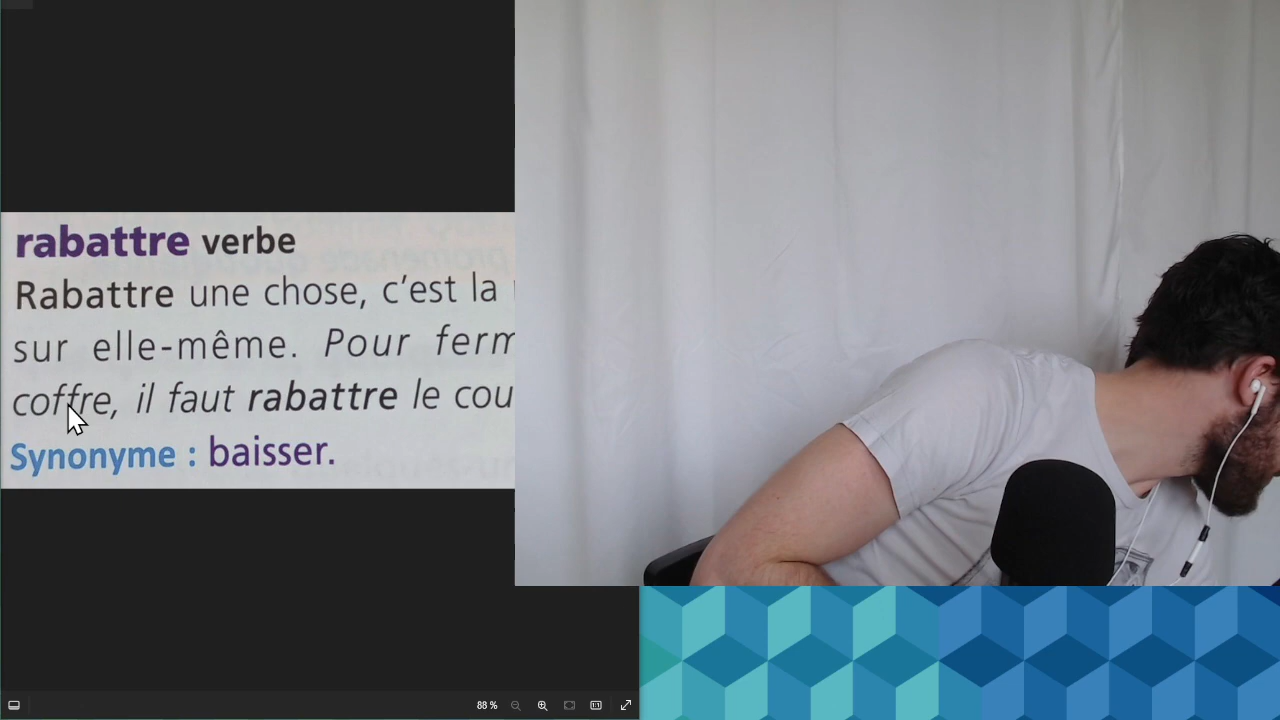 rabattre verbe
Rabattre une chose, c'est la
sur elle-même. Pour ferm
coffre, il faut rabattre le cou
Synonyme : baisser.
88 %